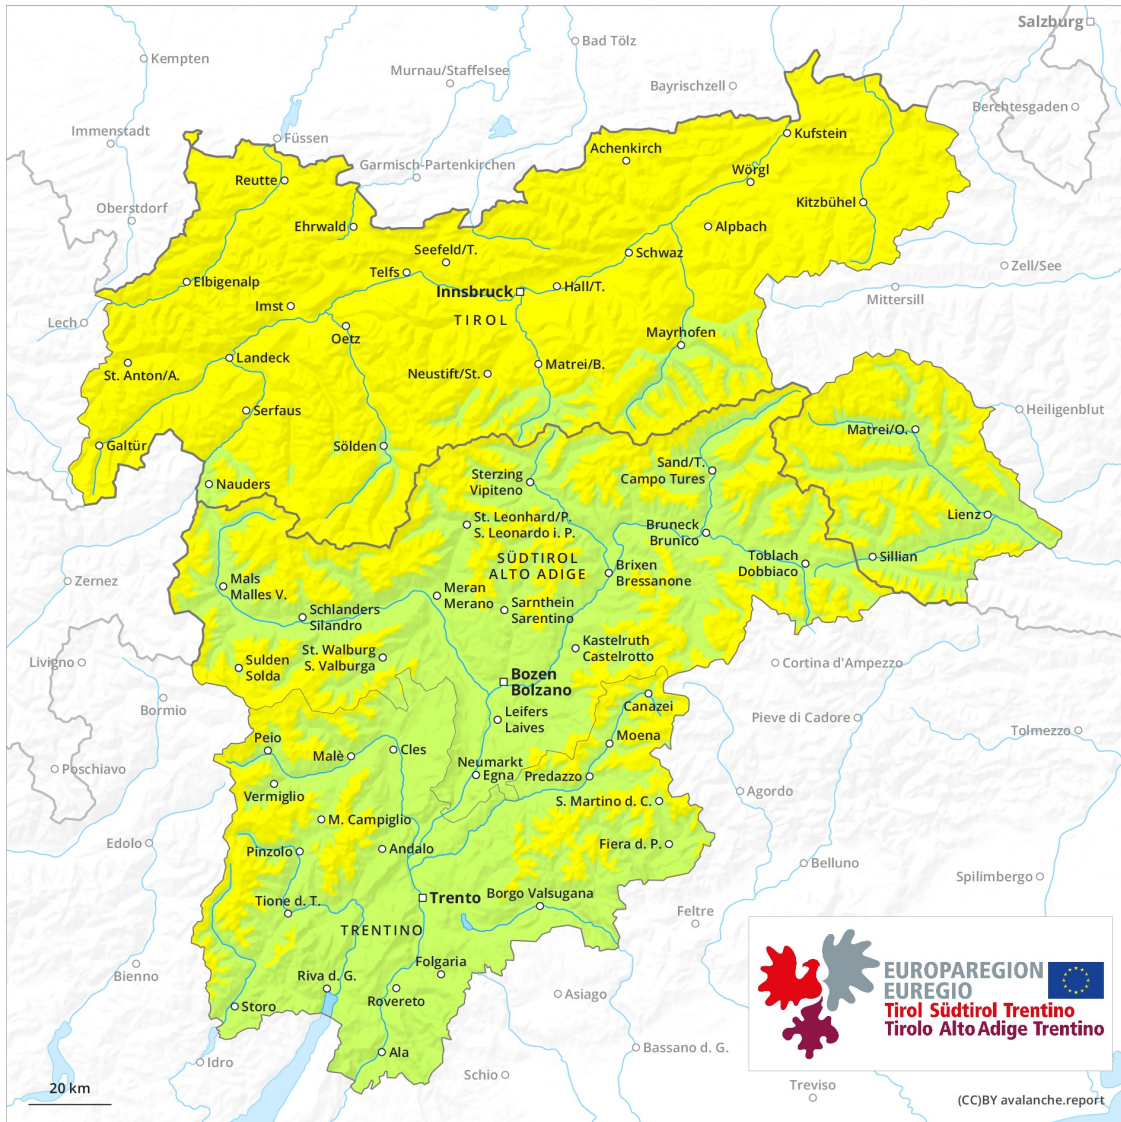 Salzburg
Bad Tölz
Kempten
Murnau/Staffelsee
Bayrischzell
Berchtesgaden
Immenstadt
Füssen
Kufstein
Achenkirch
Garmisch-Partenkirchen
Wörgl
Reutte
Oberstdorf
Kitzbühel
Ehrwald
Alpbach
Seefeld/T.
Schwaz
Zell/See
Telfs
Elbigenalp
Hall/T.
Innsbruck
Mittersill
Imst
TIROL
Lech
Oetz
Mayrhofen
Landeck
Matrei/B.
St. Anton/A.
Neustift/St.
Serfaus
Heiligenblut
Matrei/O.
Galtür
Sölden
Sand/T.
Campo Tures
Sterzing
Vipiteno
Nauders
Lienz
St. Leonhard/P.
S. Leonardo i. P.
Bruneck
Brunico
SÜDTIROL
ALTO ADIGE
Toblach
Dobbiaco
Sillian
Brixen
Bressanone
Zernez
Mals
Malles V.
Meran
Merano
Sarnthein
Sarentino
Schlanders
Silandro
Kastelruth
Castelrotto
St. Walburg
S. Valburga
Livigno
Sulden
Solda
Cortina d'Ampezzo
Bozen
Bolzano
Bormio
Canazei
Leifers
Laives
Pieve di Cadore
Tolmezzo
Peio
Moena
Cles
Malè
Neumarkt
Egna
Predazzo
Poschiavo
Vermiglio
Agordo
S. Martino d. C.
M. Campiglio
Edolo
Pinzolo
Andalo
Fiera d. P.
Belluno
Spilimbergo
Trento
Borgo Valsugana
Tione d. T.
Feltre
TRENTINO
Folgaria
Bienno
Riva d. G.
Rovereto
Asiago
Storo
EUROPAREGION
EUREGIO
Tirol Südtirol Trentino
Tirolo Alto Adige Trentino
Ala
Bassano d. G.
Idro
Schio
Treviso
20 km
(CC)BY avalanche.report